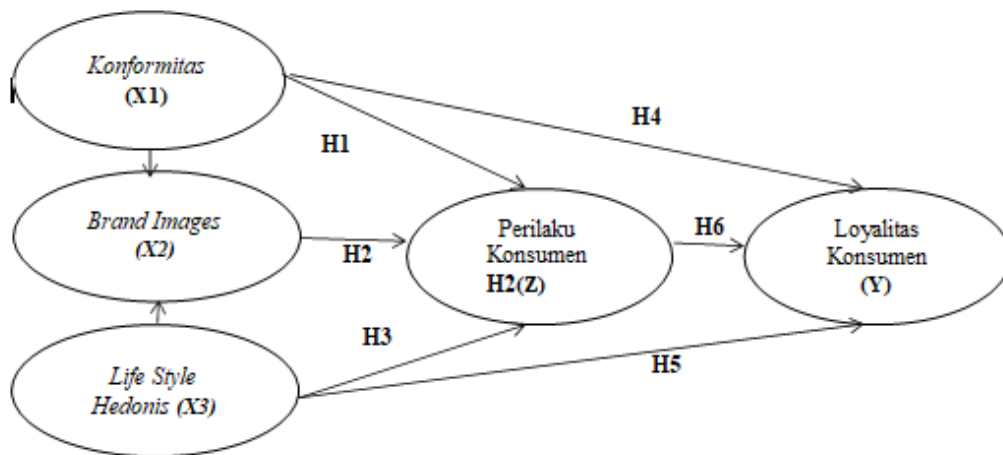 Konformitas
(X1)
H4
H1
Brand Images
(X2)
Perilaku
Konsumen
H2(Z)
H6
Loyalitas
Konsumen
(Y)
H2
H3
H5
Life Style
Hedonis (X3)